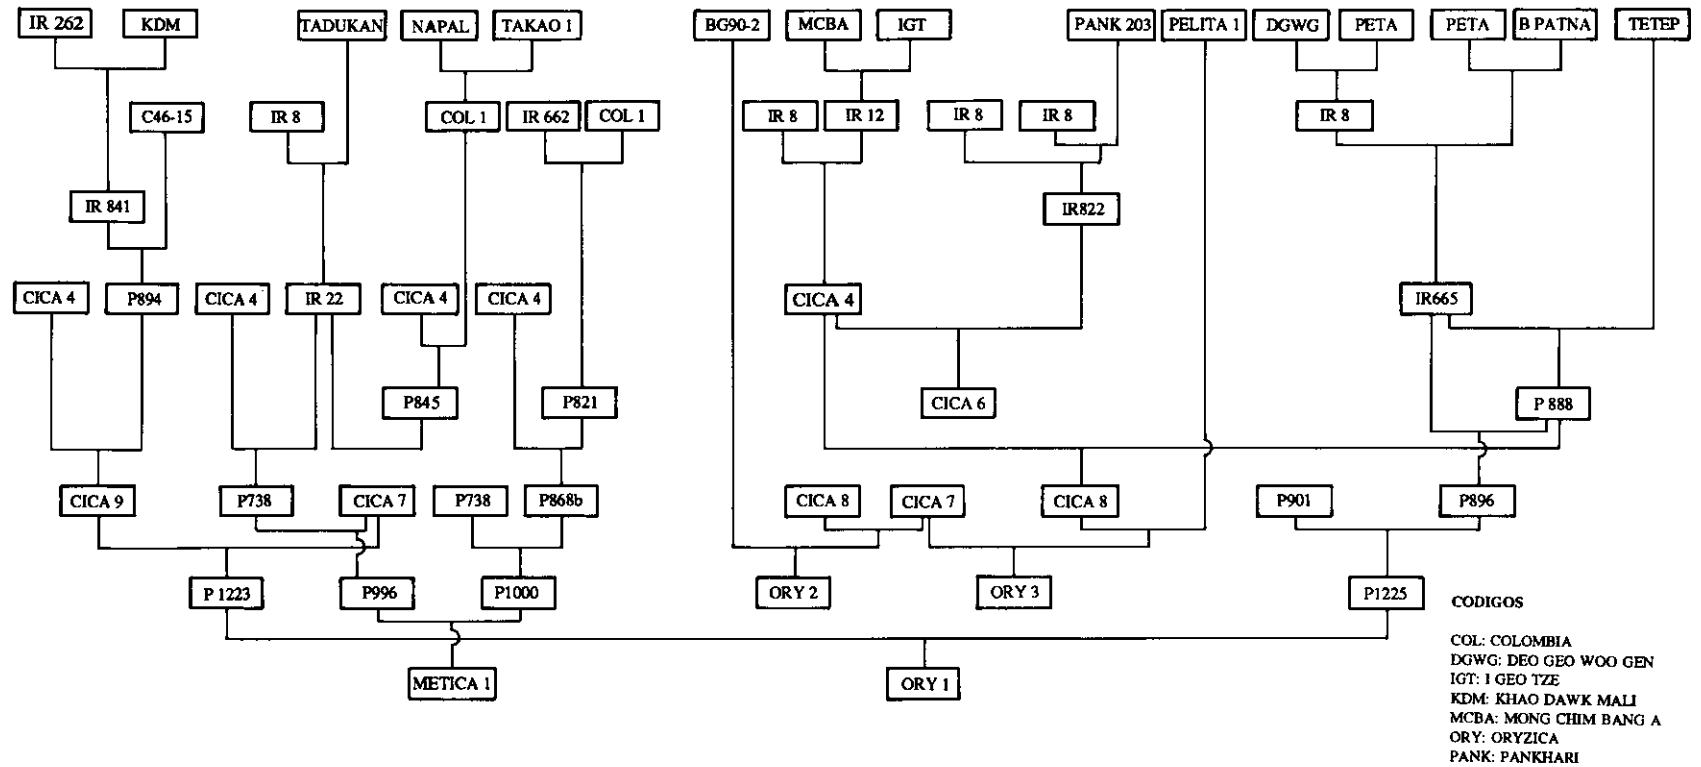 IR 262 KDM TADUKAN NAPAL TAKAO 1 BG90-2 MCBA IGT PANK 203 PELITA 1 DGWG PETA PETA B PATNA TETEP
C46-15 IR 8 COL 1 IR 662 COL 1 IR 8 IR 12 IR 8 IR 8 IR 8
IR 841 IR822
CICA 4 P894 CICA 4 IR 22 CICA 4 CICA 4 CICA 4 IR665
P845 P821 CICA 6 P 888
CICA 9 P738 CICA 7 P738 P868b CICA 8 CICA 7 CICA 8 P901 P896
P 1223 P996 P1000 ORY 2 ORY 3 P1225
METICA 1 ORY 1
CODIGOS
COL: COLOMBIA
DGWG: DEO GEO WOO GEN
IGT: I GEO TZE
KDM: KHAO DAWK MALI
MCBA: MONG CHIM BANG A
ORY: ORYZICA
PANK: PANKHARI